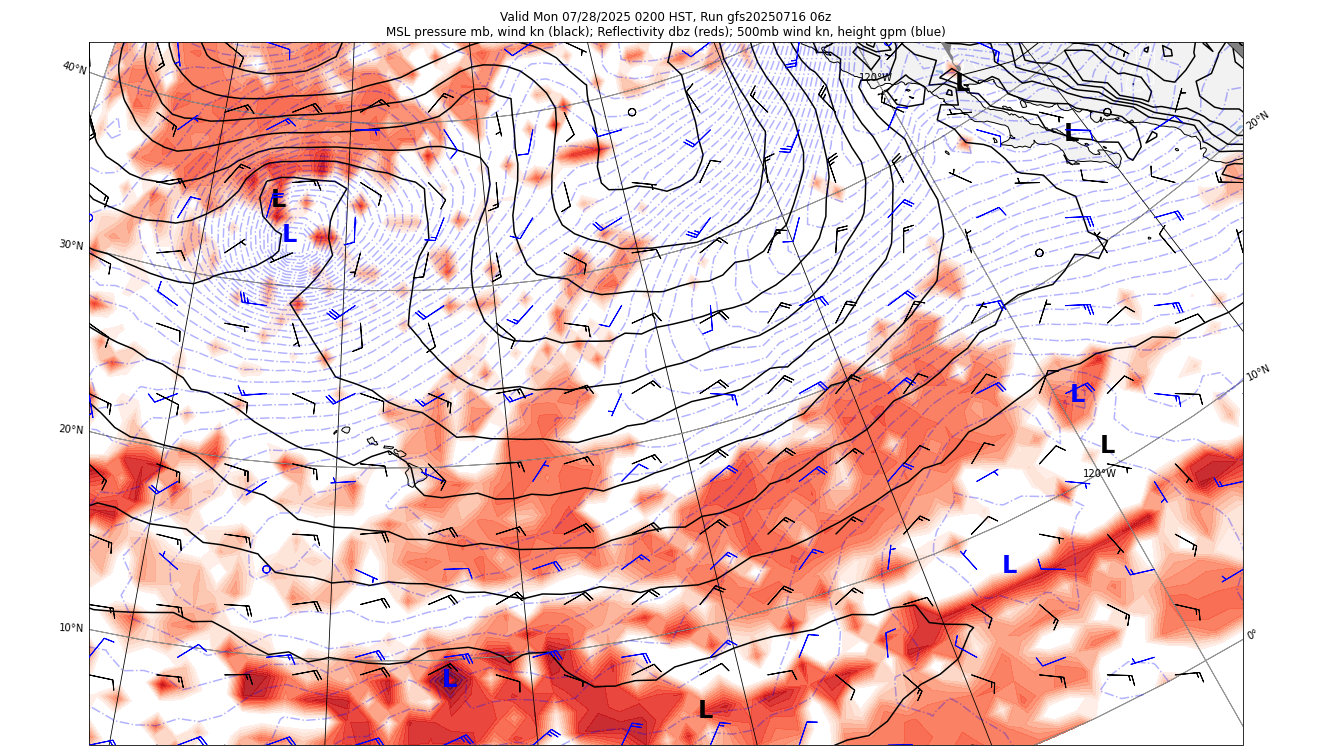 Valid Mon 07/28/2025 0200 HST, Run gfs20250716 06z
MSL pressure mb, wind kn (black); Reflectivity dbz (reds); 500mb wind kn, height gpm (blue)
40°N
120°W
L
20°N
L
L
L
30°N
10°N
L
20°N
L
120°W
L
10°N
0°
L
L